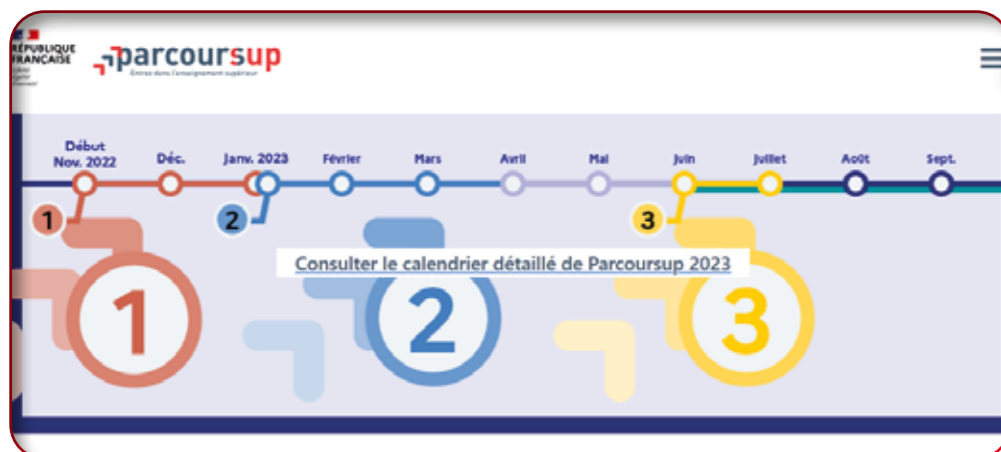 RÉPUBLIQUE
FRANÇAISE
parcoursup
Entrez dans l'enseignement supérieur
Début
Nov. 2022
Déc.
Janv. 2023
Février
Mars
Avril
Mai
Juin
Juillet
Août
Sept.
1
2
3
Consulter le calendrier détaillé de Parcoursup 2023
1
2
3